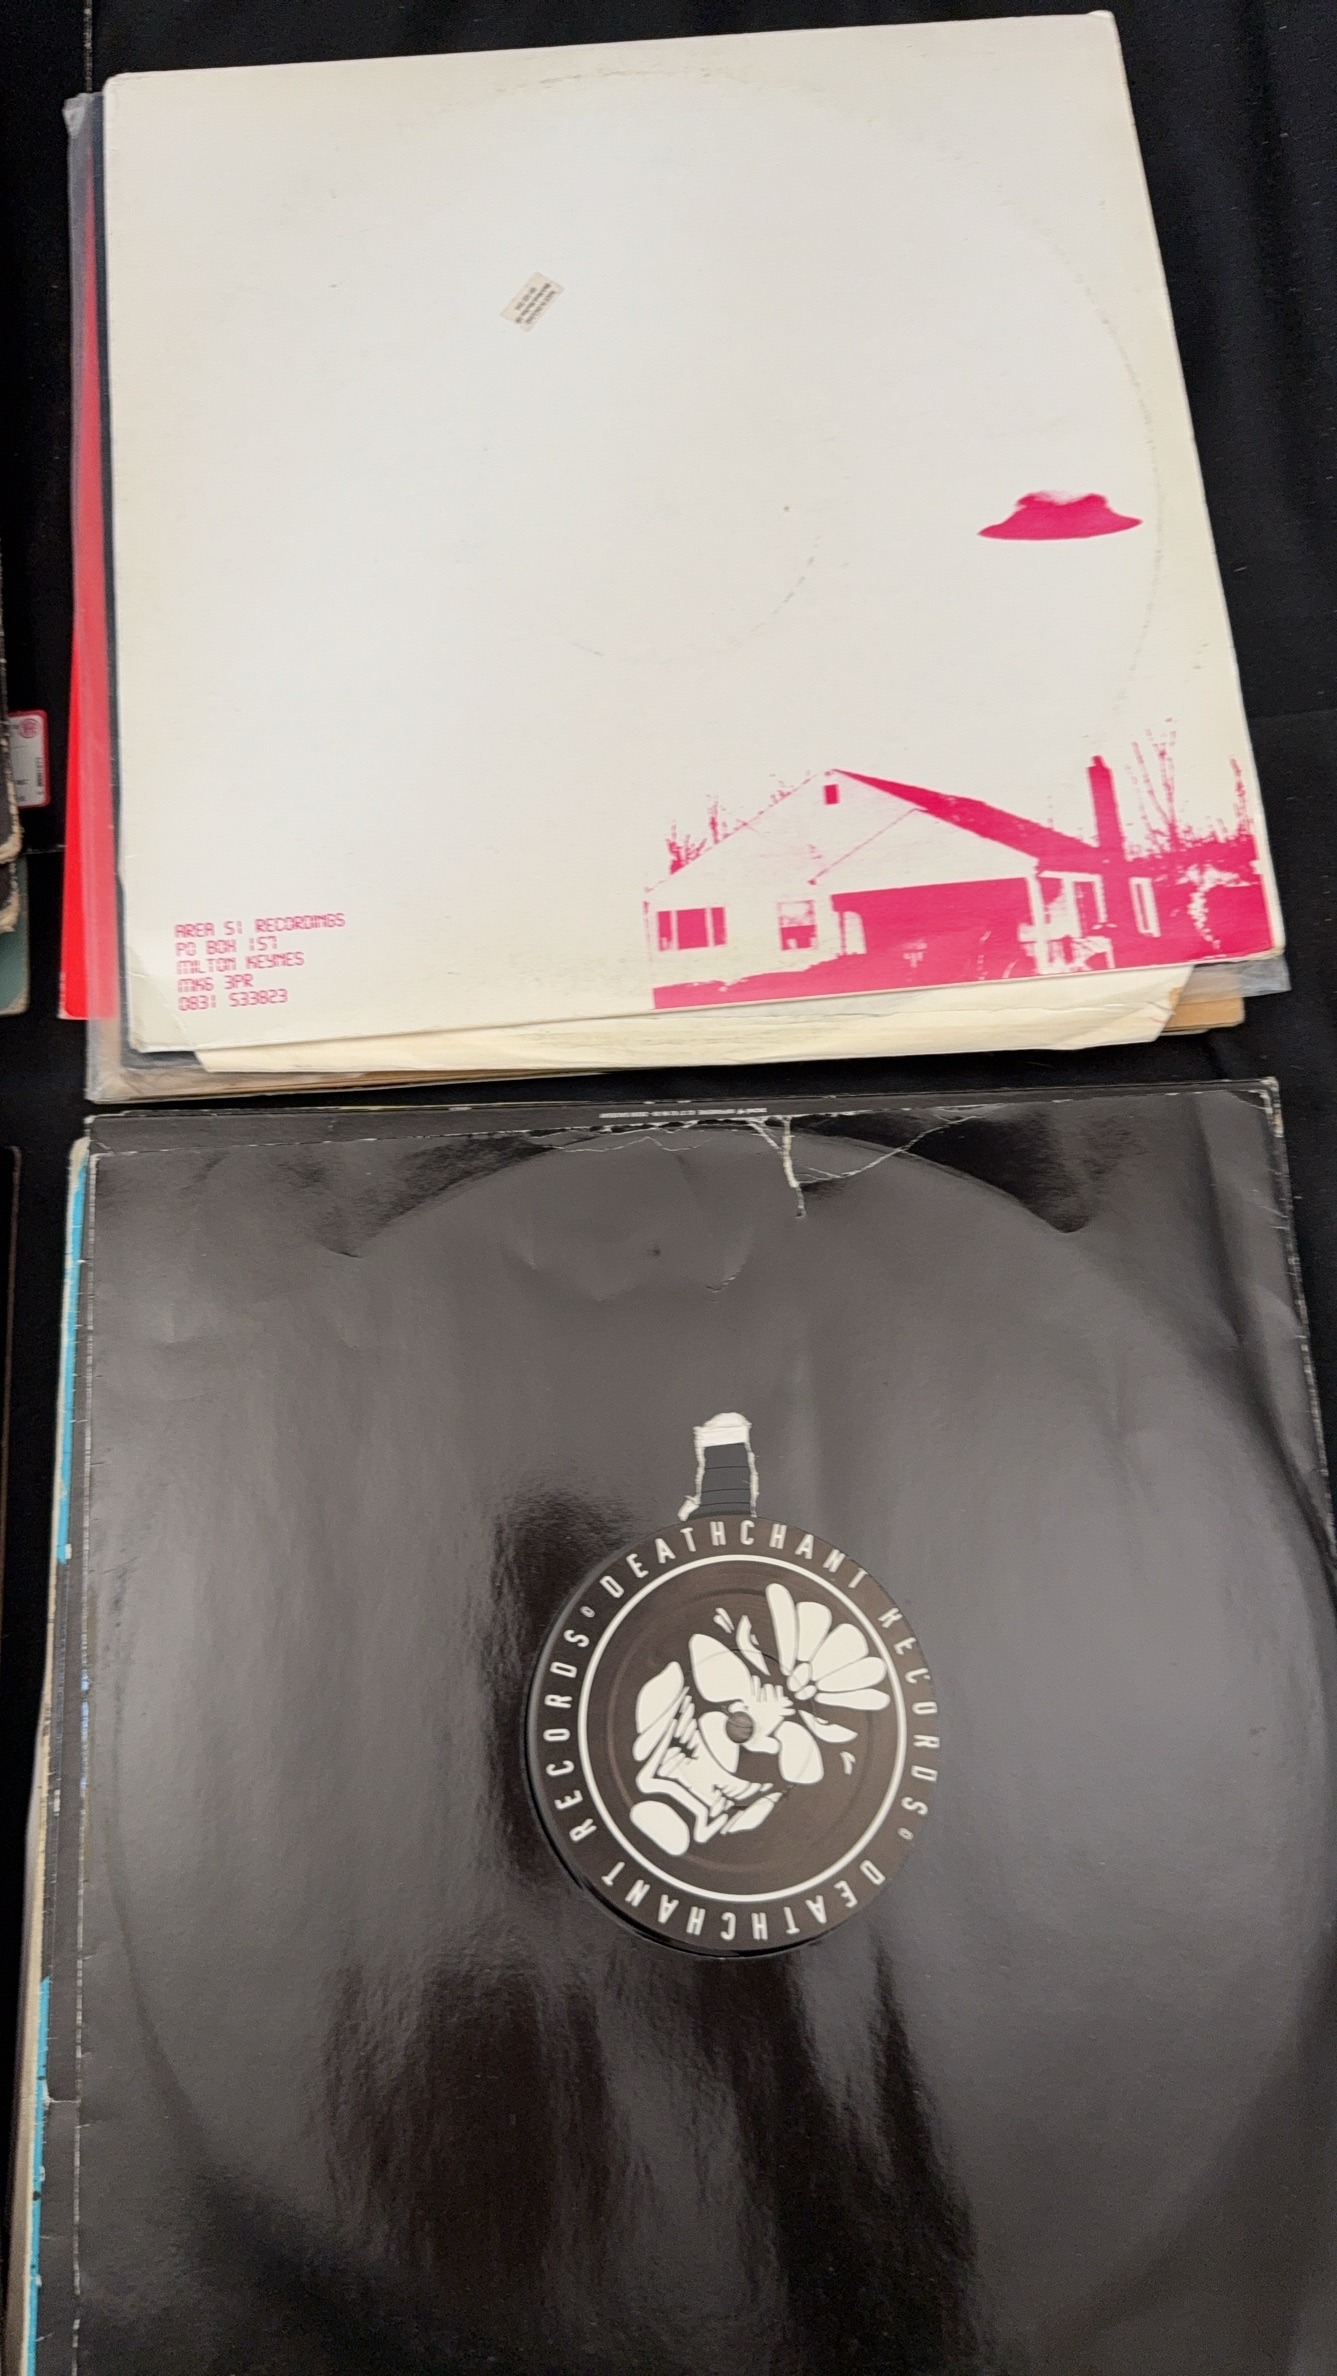 AREA 51 RECORDINGS
PO BOX 157
MILTON KEYNES
MK6 3PR
0831 533823
DEATHCHANT RECORDS° DEATHCHANT RECORDS°